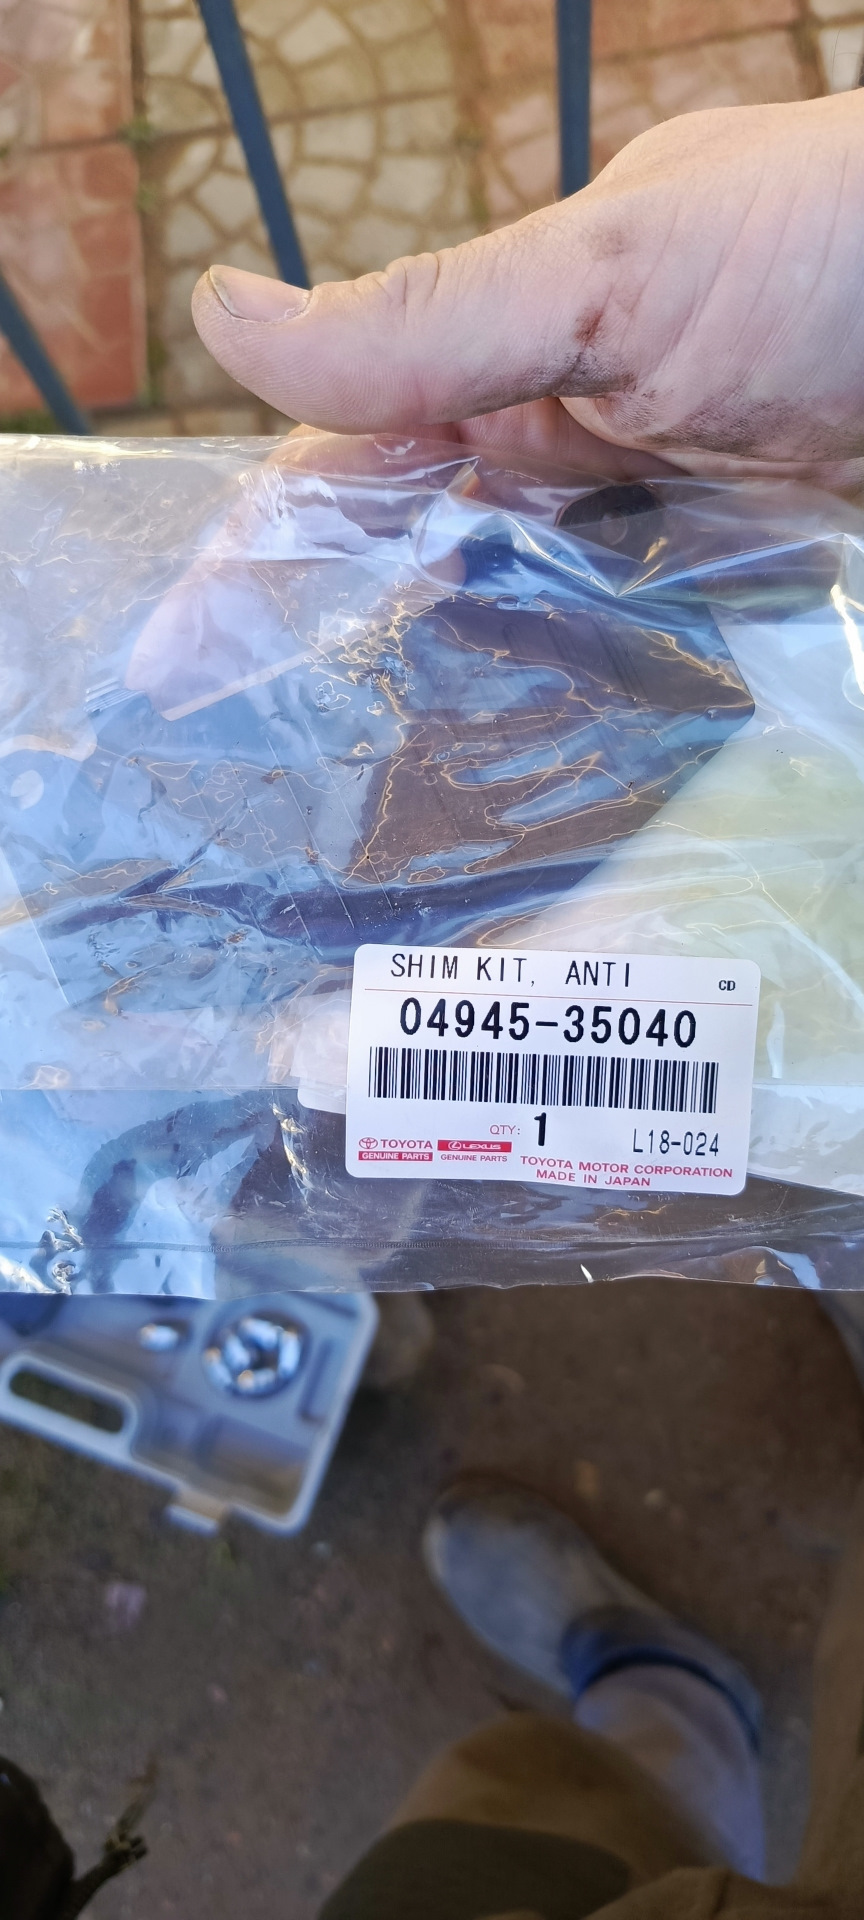 SHIM KIT, ANTI
CD
04945-35040
QTY: 1
L18-024
TOYOTA
GENUINE PARTS
LEXUS
GENUINE PARTS
TOYOTA MOTOR CORPORATION
MADE IN JAPAN